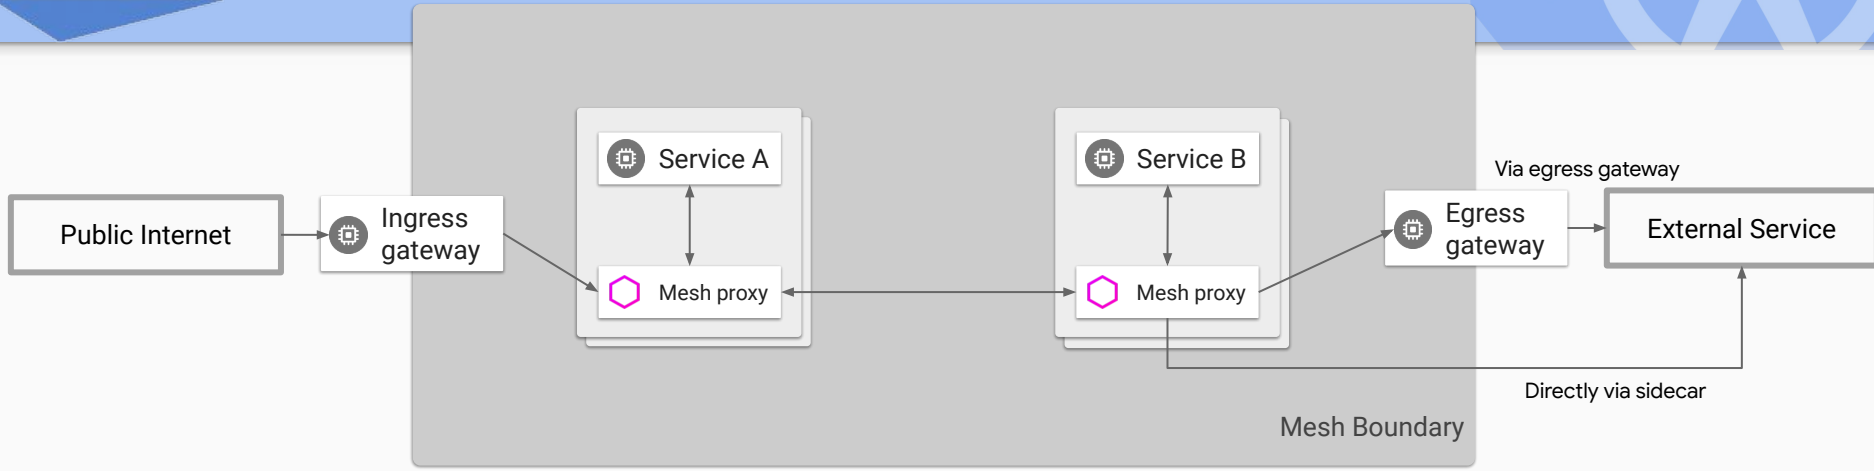 Public Internet
Ingress
gateway
Service A
Mesh proxy
Service B
Mesh proxy
Egress
gateway
Via egress gateway
External Service
Directly via sidecar
Mesh Boundary